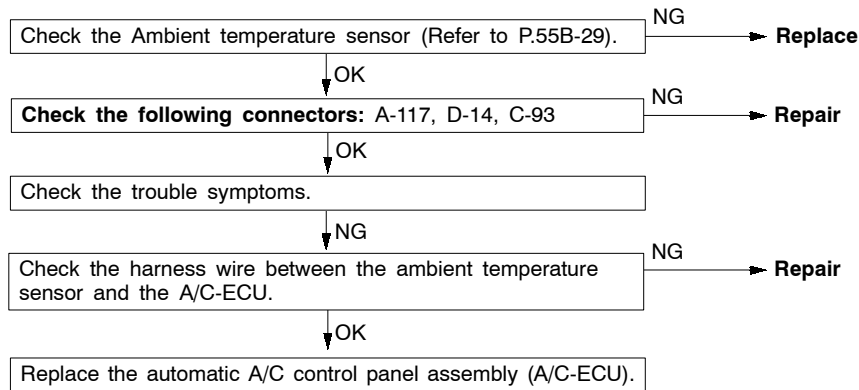 Check the Ambient temperature sensor (Refer to P.55B-29).
NG
Replace
OK
Check the following connectors: A-117, D-14, C-93
NG
Repair
OK
Check the trouble symptoms.
NG
Check the harness wire between the ambient temperature
sensor and the A/C-ECU.
NG
Repair
OK
Replace the automatic A/C control panel assembly (A/C-ECU).